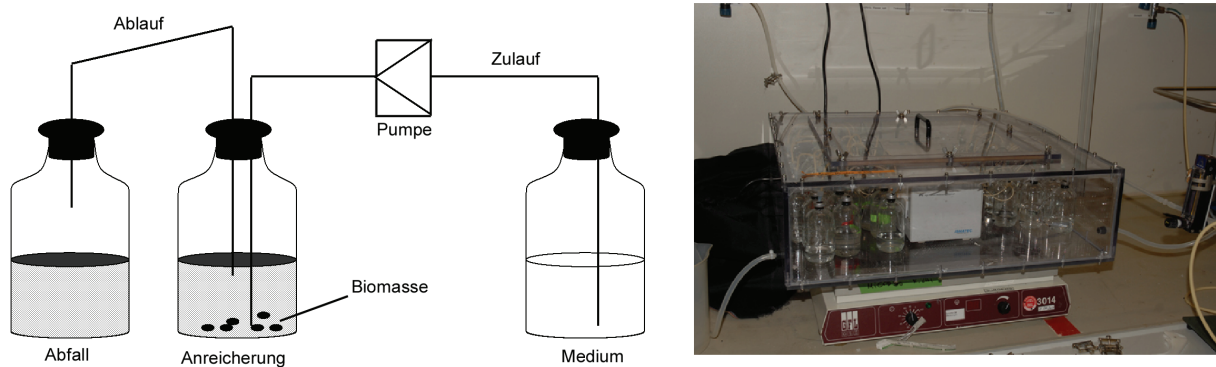 Ablauf
Zulauf
Pumpe
Biomasse
Abfall
Anreicherung
Medium
3014